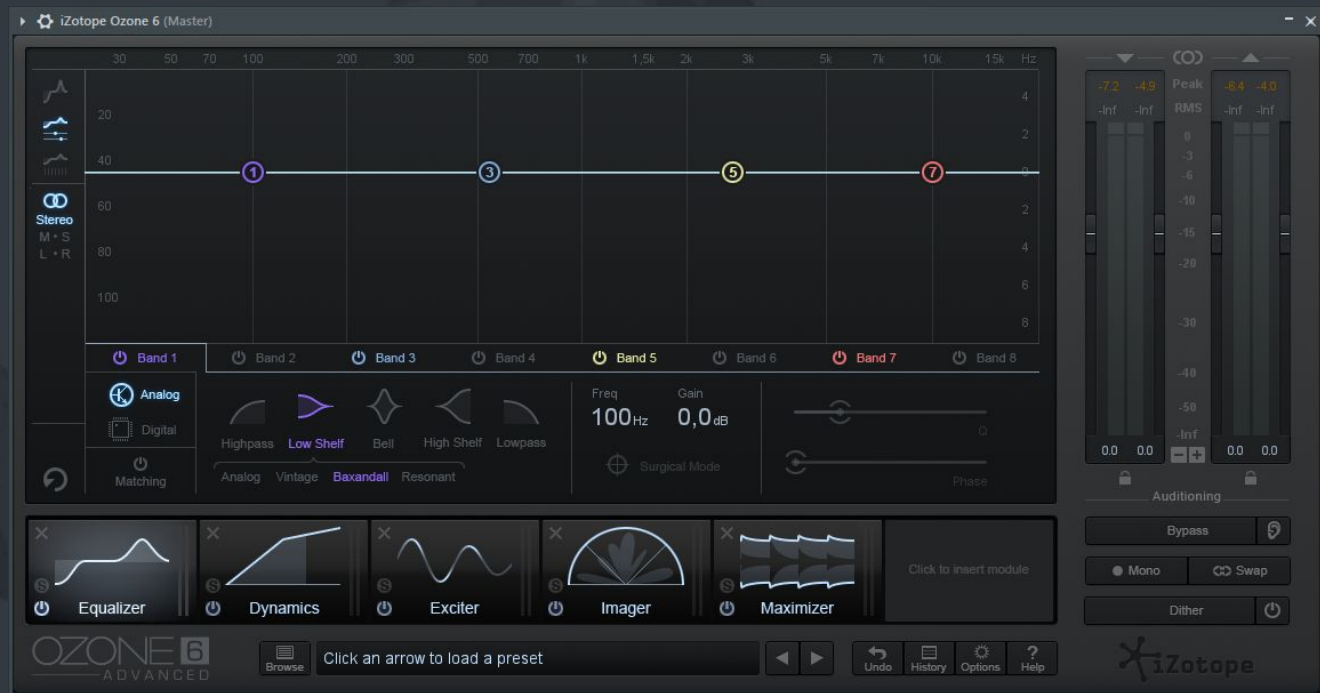 iZotope Ozone 6 (Master)
30 50 70 100 200 300 500 700 1k 1,5k 2k 3k 5k 7k 10k 15k Hz
20
40
60
80
100
4
2
0
2
4
6
8
Stereo
M • S
L • R
1
3
5
7
Band 1 Band 2 Band 3 Band 4 Band 5 Band 6 Band 7 Band 8
Analog
Digital
Matching
Highpass Low Shelf Bell High Shelf Lowpass
Analog Vintage Baxandall Resonant
Freq Gain
100 Hz 0,0 dB
Surgical Mode
Q
Phase
-7.2 -4.9 Peak -6.4 -4.0
-Inf -Inf RMS -Inf -Inf
0
-3
-6
-10
-15
-20
-30
-40
-50
-Inf
0.0 0.0 0.0 0.0
Auditioning
Bypass
Mono Swap
Dither
S Equalizer
S Dynamics
S Exciter
S Imager
S Maximizer
Click to insert module
OZONE 6
ADVANCED
Browse
Click an arrow to load a preset
Undo History Options ? Help
iZotope